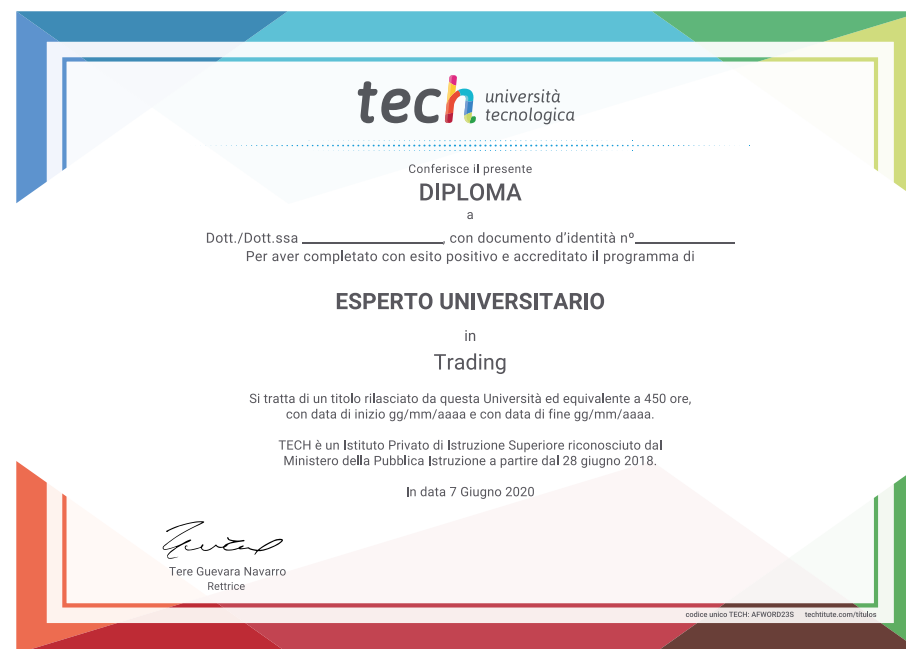 tech università
tecnologica
Conferisce il presente
DIPLOMA
a
Dott./Dott.ssa ________________, con documento d'identità nº____________
Per aver completato con esito positivo e accreditato il programma di
ESPERTO UNIVERSITARIO
in
Trading
Si tratta di un titolo rilasciato da questa Università ed equivalente a 450 ore,
con data di inizio gg/mm/aaaa e con data di fine gg/mm/aaaa.
TECH è un Istituto Privato di Istruzione Superiore riconosciuto dal
Ministero della Pubblica Istruzione a partire dal 28 giugno 2018.
In data 7 Giugno 2020
Tere Guevara Navarro
Rettrice
codice unico TECH: AFWORD23S techtitute.com/titulos